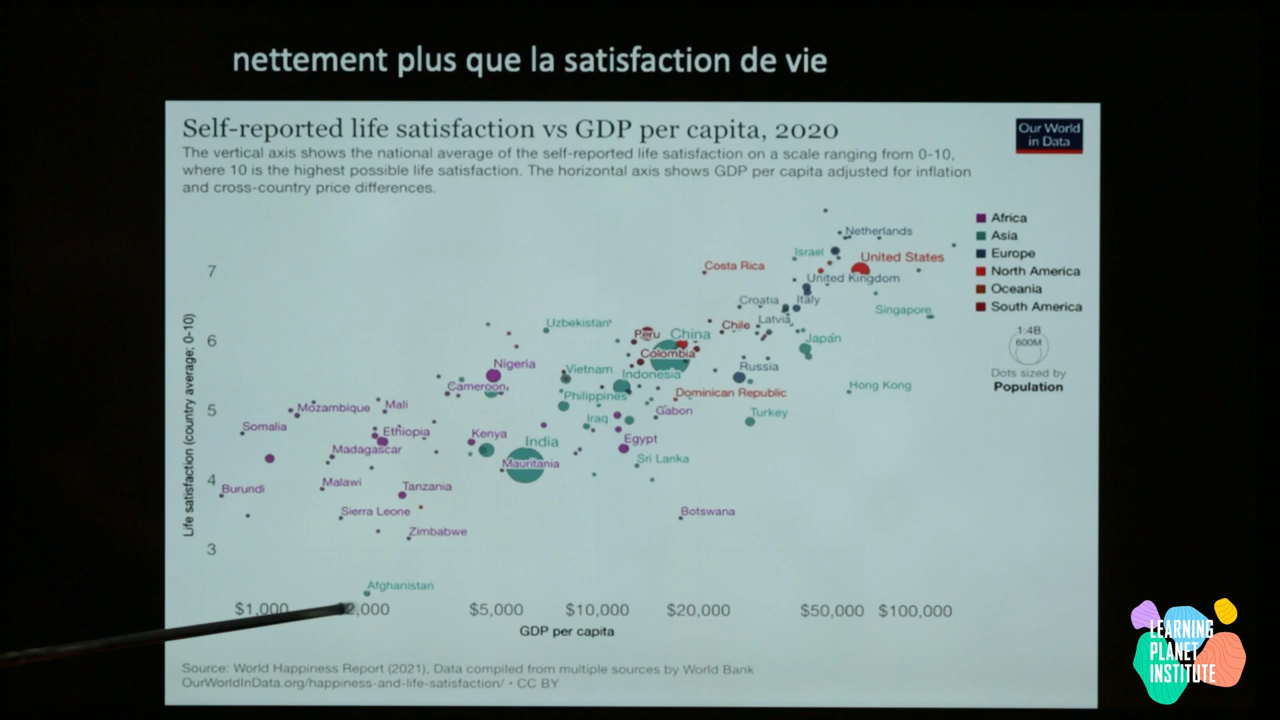 nettement plus que la satisfaction de vie
Self-reported life satisfaction vs GDP per capita, 2020
Our World
in Data
The vertical axis shows the national average of the self-reported life satisfaction on a scale ranging from 0-10,
where 10 is the highest possible life satisfaction. The horizontal axis shows GDP per capita adjusted for inflation
and cross-country price differences.
Africa
Asia
Europe
North America
Oceania
South America
1:4B
600M
Dots sized by
Population
Life satisfaction (country average; 0-10)
7
6
5
4
3
Netherlands
Israel
United States
Costa Rica
United Kingdom
Croatia
Italy
Singapore
Uzbekistan
Peru
China
Chile
Latvia
Japan
Colombia
Nigeria
Vietnam
Indonesia
Russia
Cameroon
Philippines
Dominican Republic
Hong Kong
Mozambique
Mali
Gabon
Turkey
Iraq
Somalia
Ethiopia
Kenya
India
Egypt
Madagascar
Mauritania
Sri Lanka
Burundi
Malawi
Tanzania
Sierra Leone
Zimbabwe
Botswana
Afghanistan
$1,000
2,000
$5,000
$10,000
$20,000
$50,000
$100,000
GDP per capita
Source: World Happiness Report (2021), Data compiled from multiple sources by World Bank
OurWorldInData.org/happiness-and-life-satisfaction/ • CC BY
LEARNING
PLANET
INSTITUTE